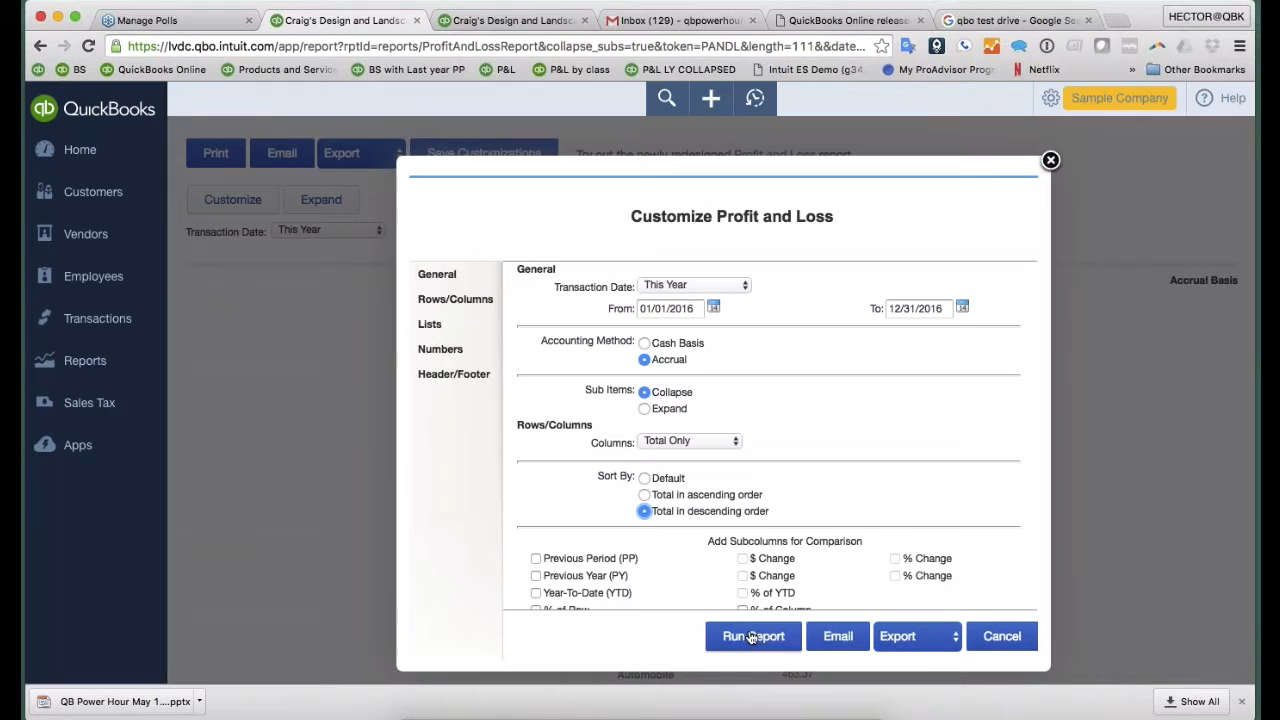 Manage Polls × Craig's Design and Landsc × Craig's Design and Landsc × Inbox (129) - qbpowerhou × QuickBooks Online release × qbo test drive - Google Se × HECTOR@QBK
https://lvdc.qbo.intuit.com/app/report?rptId=reports/ProfitAndLossReport&collapse_subs=true&token=PANDL&length=111&&date...
BS QuickBooks Online Products and Servic BS with Last year PP P&L P&L by class P&L LY COLLAPSED Intuit ES Demo (g34. My ProAdvisor Progr Netflix » Other Bookmarks
qb QuickBooks
Sample Company
? Help
Home
Customers
Vendors
Employees
Transactions
Reports
Sales Tax
Apps
Print Email Export Save Customizations Try out the newly redesigned Profit and Loss report
Customize Expand
Transaction Date: This Year
Accrual Basis
Customize Profit and Loss
General
Rows/Columns
Lists
Numbers
Header/Footer
General
Transaction Date: This Year
From: 01/01/2016 To: 12/31/2016
Accounting Method: Cash Basis
Accrual
Sub Items: Collapse
Expand
Rows/Columns
Columns: Total Only
Sort By: Default
Total in ascending order
Total in descending order
Add Subcolumns for Comparison
Previous Period (PP) $ Change % Change
Previous Year (PY) $ Change % Change
Year-To-Date (YTD) % of YTD
% of Row % of Column
Run Report Email Export Cancel
Automobile 463.37
QB Power Hour May 1....pptx
Show All ×